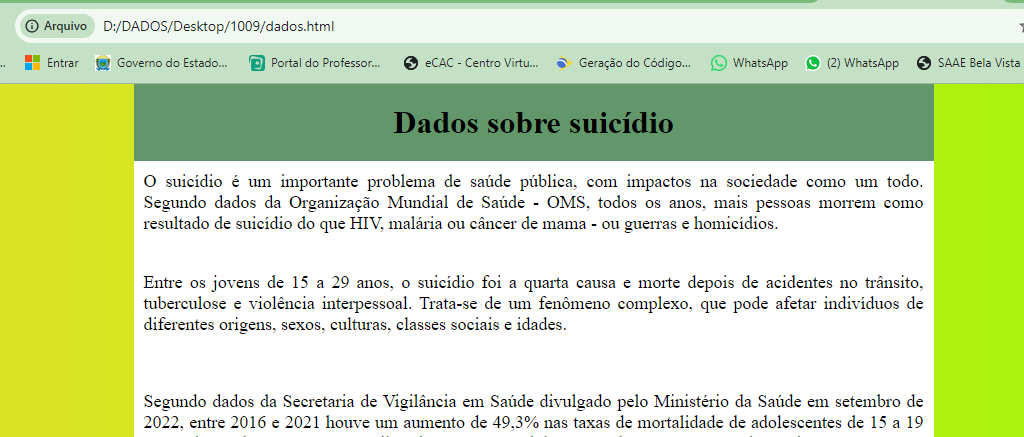 Arquivo D:/DADOS/Desktop/1009/dados.html
Entrar Governo do Estado... Portal do Professor... eCAC - Centro Virtu... Geração do Código... WhatsApp (2) WhatsApp SAAE Bela Vista
Dados sobre suicídio
O suicídio é um importante problema de saúde pública, com impactos na sociedade como um todo.
Segundo dados da Organização Mundial de Saúde - OMS, todos os anos, mais pessoas morrem como
resultado de suicídio do que HIV, malária ou câncer de mama - ou guerras e homicídios.
Entre os jovens de 15 a 29 anos, o suicídio foi a quarta causa e morte depois de acidentes no trânsito,
tuberculose e violência interpessoal. Trata-se de um fenômeno complexo, que pode afetar indivíduos de
diferentes origens, sexos, culturas, classes sociais e idades.
Segundo dados da Secretaria de Vigilância em Saúde divulgado pelo Ministério da Saúde em setembro de
2022, entre 2016 e 2021 houve um aumento de 49,3% nas taxas de mortalidade de adolescentes de 15 a 19